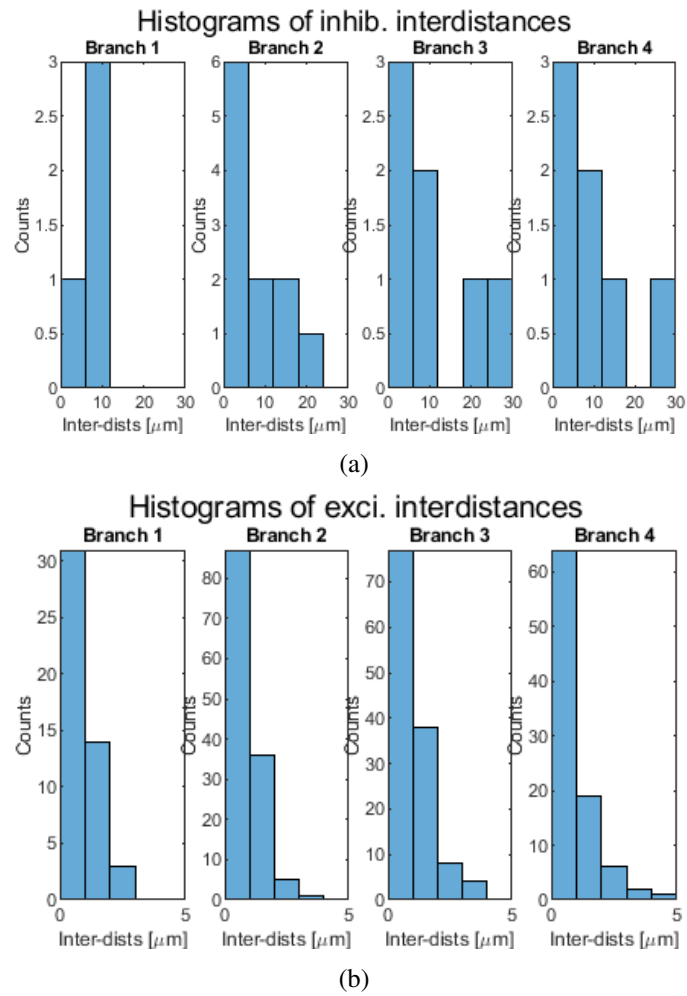 Histograms of inhib. interdistances
Branch 1 Branch 2 Branch 3 Branch 4
3 6 3 3
2.5 5 2.5 2.5
2 4 2 2
Counts Counts Counts Counts
1.5 3 1.5 1.5
1 2 1 1
0.5 1 0.5 0.5
0 0 0 0
0 10 20 30 0 10 20 30 0 10 20 30 0 10 20 30
Inter-dists [μm] Inter-dists [μm] Inter-dists [μm] Inter-dists [μm]
(a)
Histograms of exci. interdistances
Branch 1 Branch 2 Branch 3 Branch 4
30 80 70 60
25 70 60 50
20 60 50 40
15 50 40 30
Counts Counts Counts Counts
10 40 30 20
5 30 20 10
0 20 10 0
10 0
0
0 5 0 5 0 5 0 5
Inter-dists [μm] Inter-dists [μm] Inter-dists [μm] Inter-dists [μm]
(b)